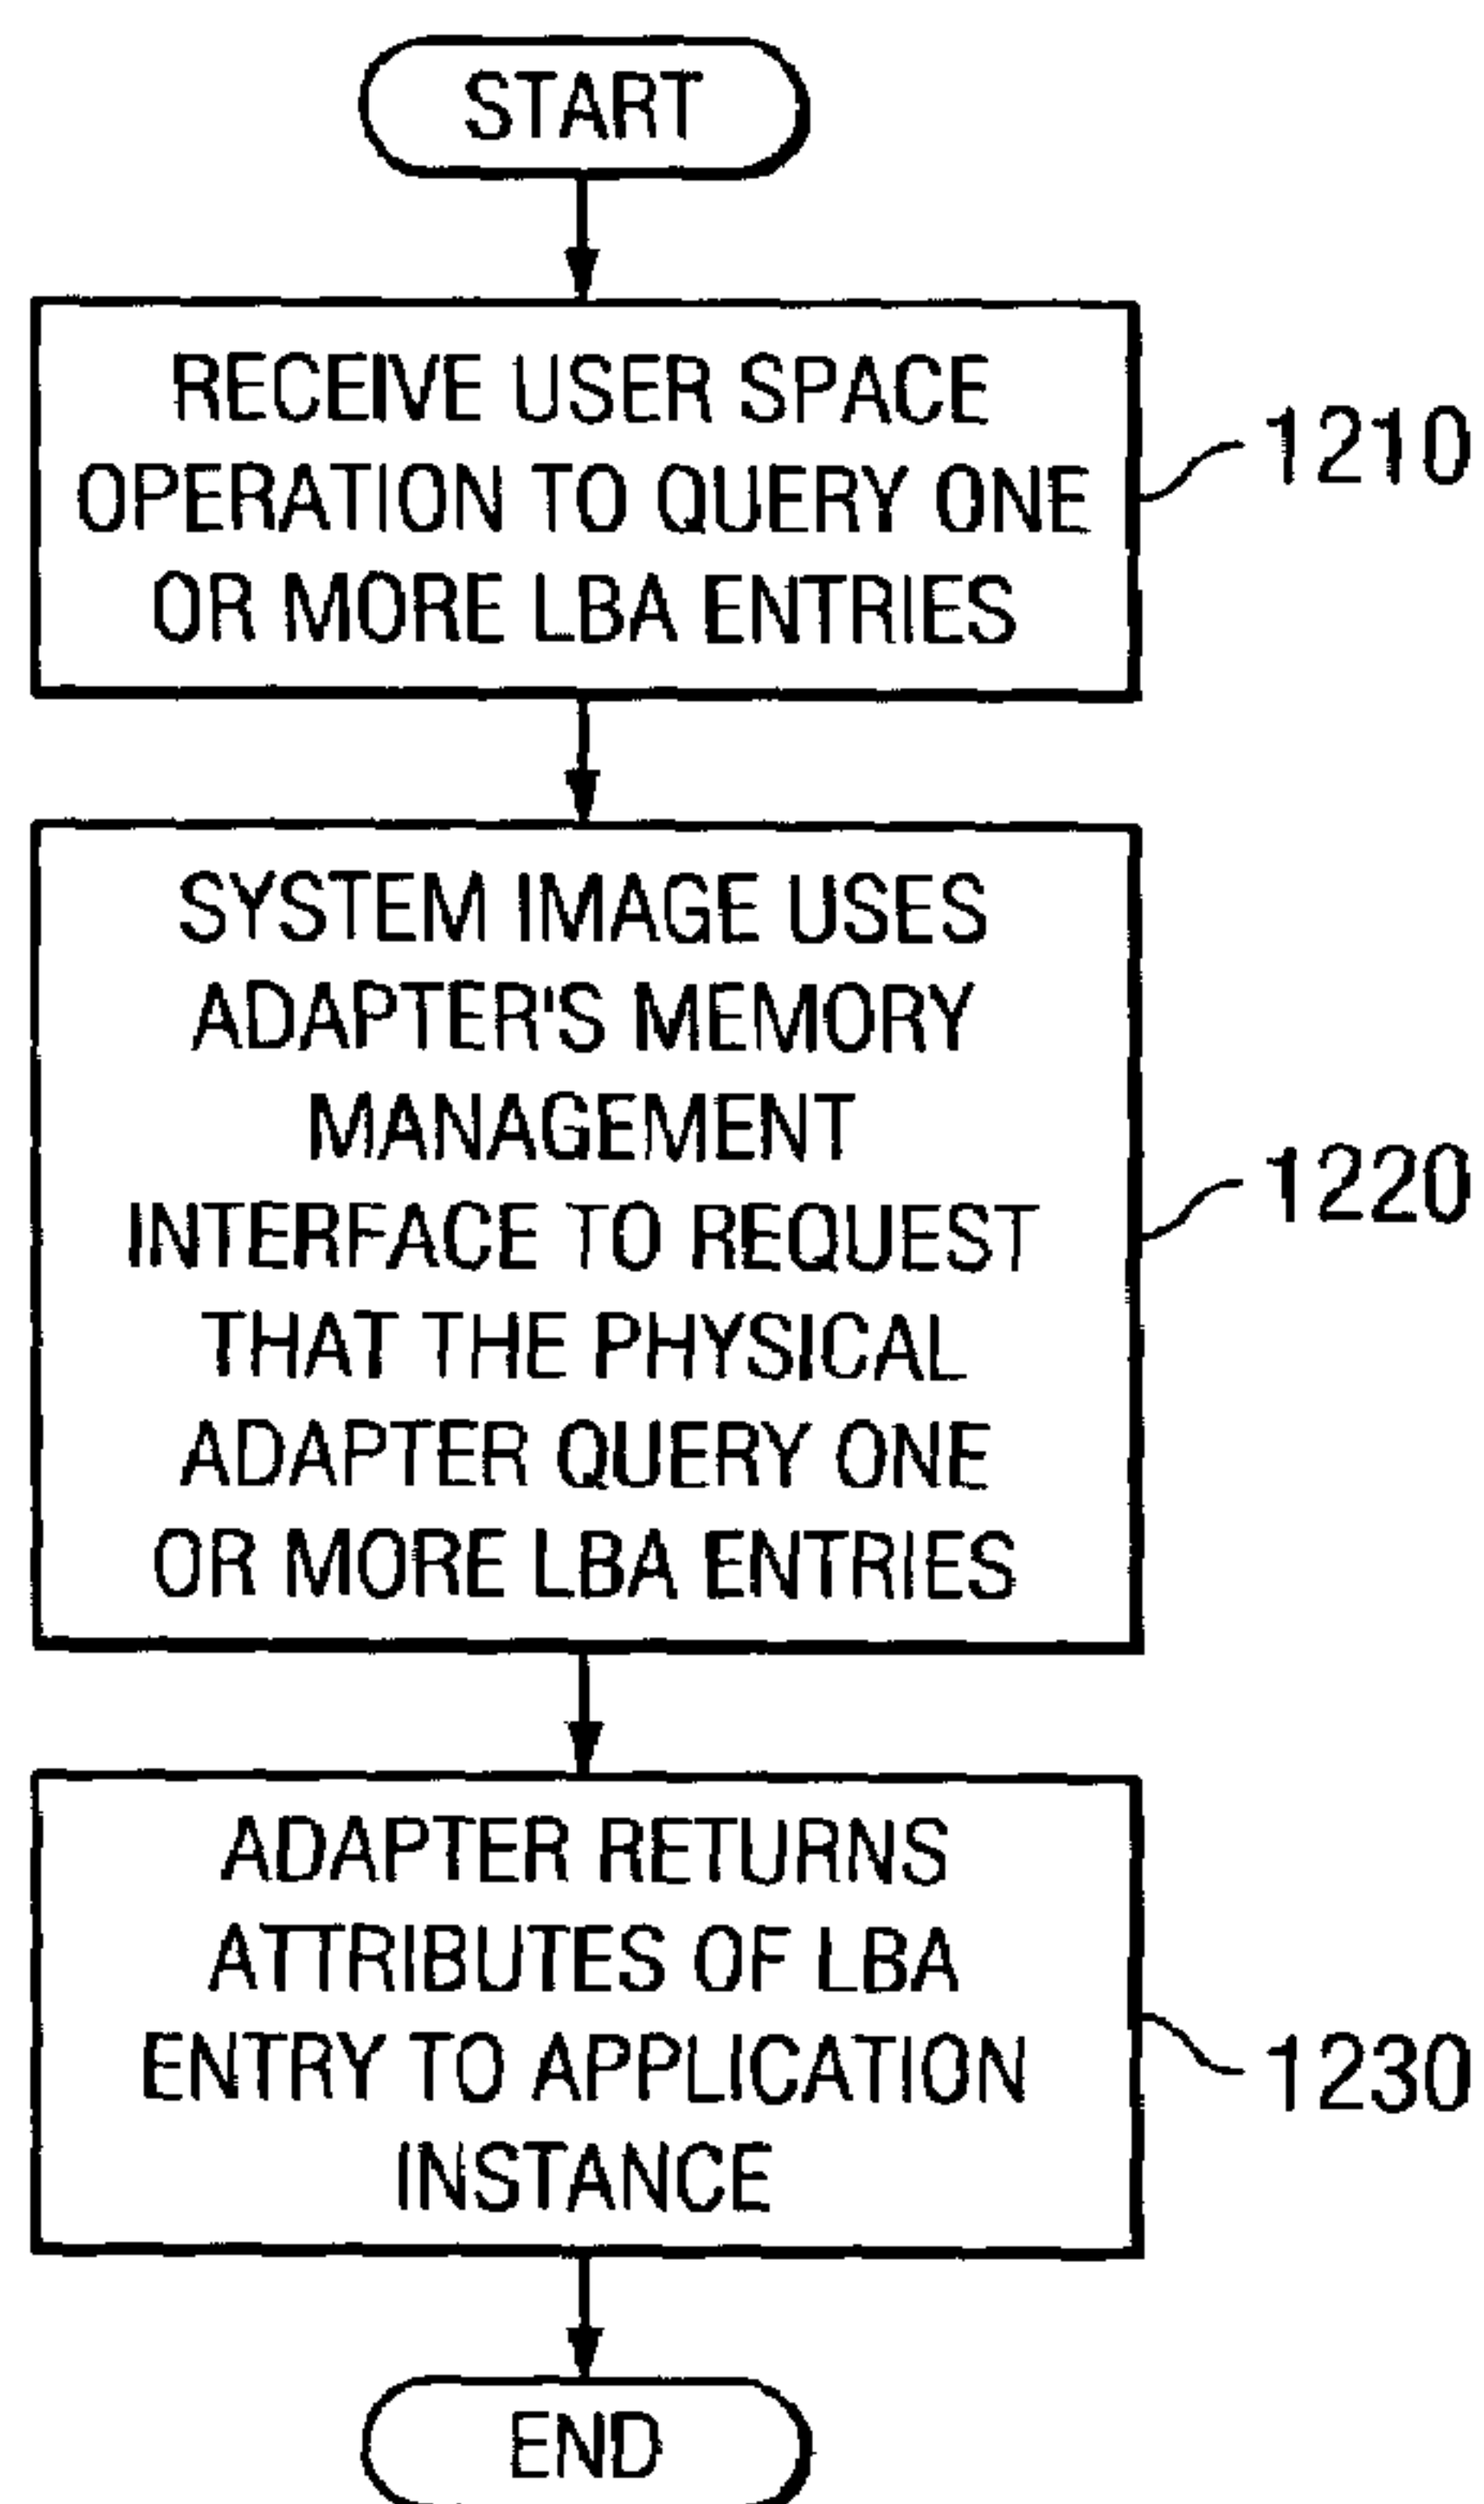 START
RECEIVE USER SPACE
OPERATION TO QUERY ONE
OR MORE LBA ENTRIES
1210
SYSTEM IMAGE USES
ADAPTER'S MEMORY
MANAGEMENT
INTERFACE TO REQUEST
THAT THE PHYSICAL
ADAPTER QUERY ONE
OR MORE LBA ENTRIES
1220
ADAPTER RETURNS
ATTRIBUTES OF LBA
ENTRY TO APPLICATION
INSTANCE
1230
END